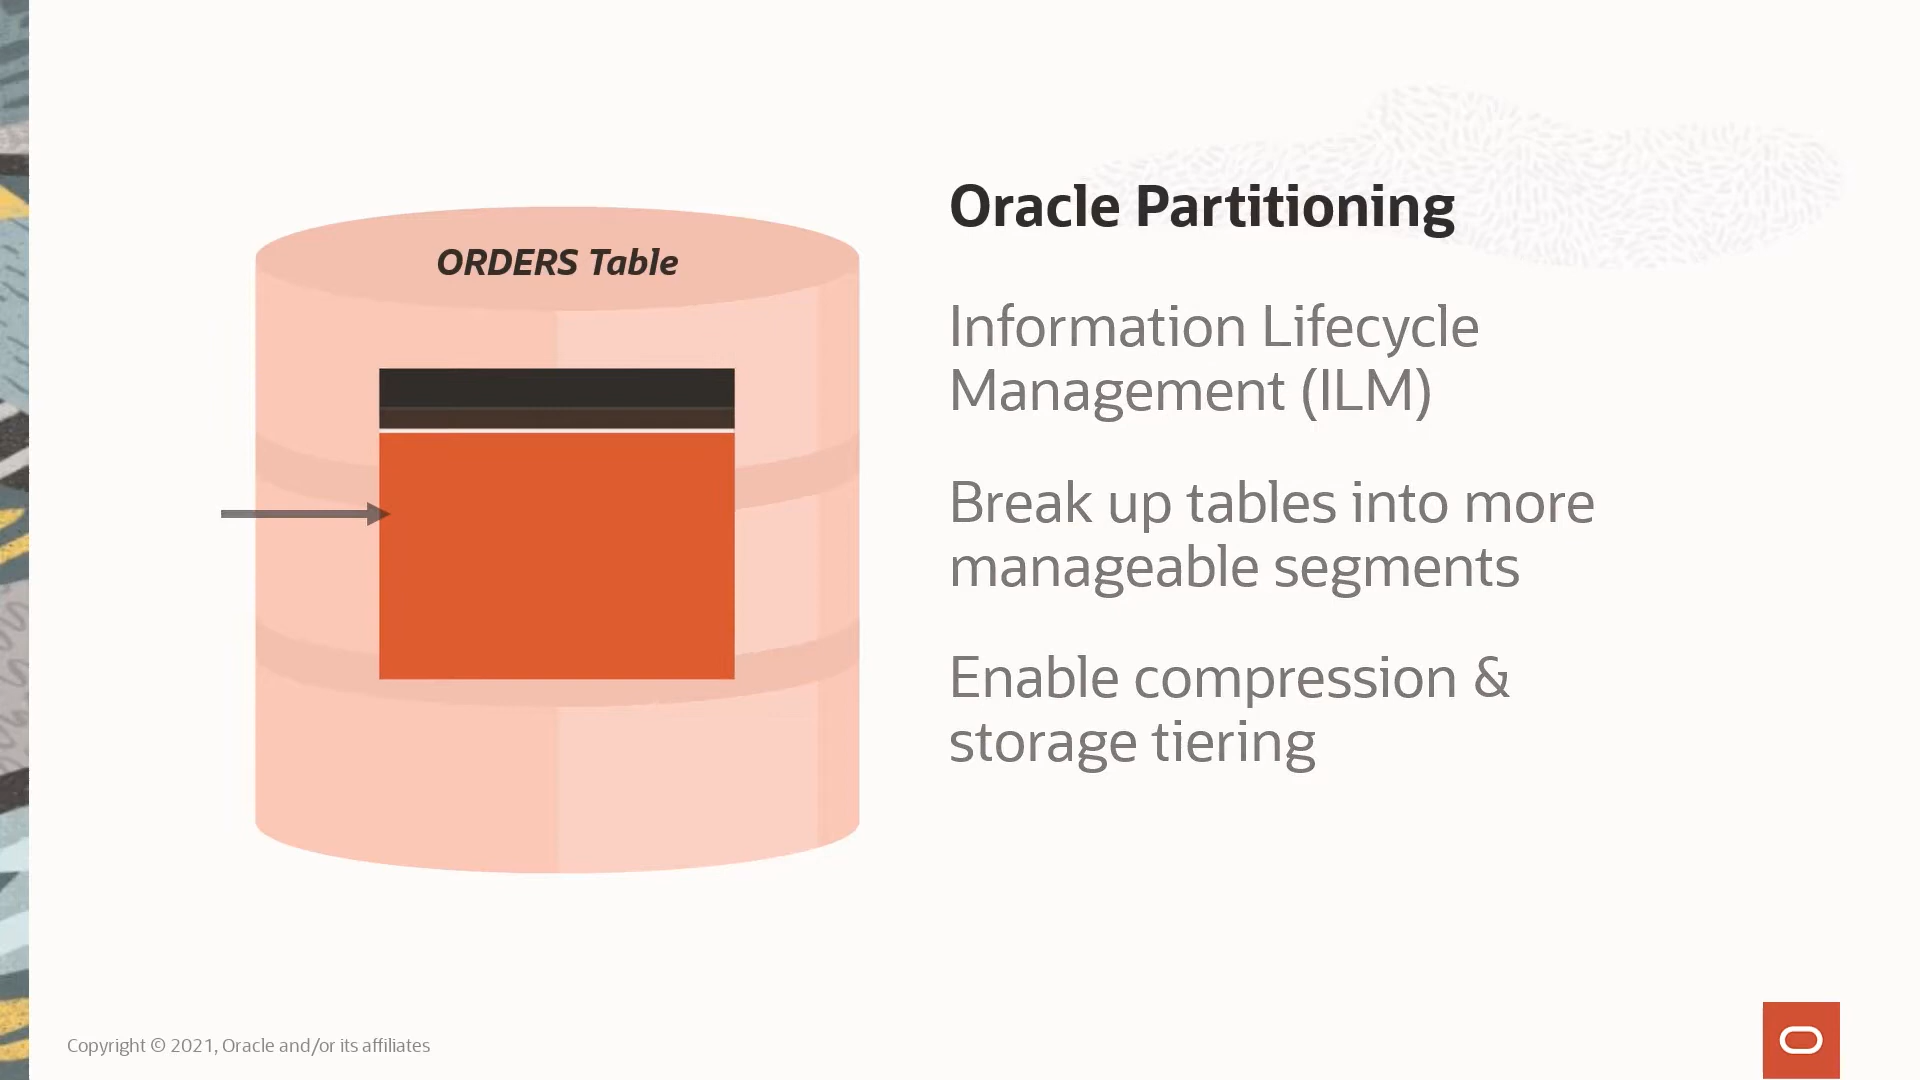 ORDERS Table
Oracle Partitioning
Information Lifecycle
Management (ILM)
Break up tables into more
manageable segments
Enable compression &
storage tiering
Copyright © 2021, Oracle and/or its affiliates